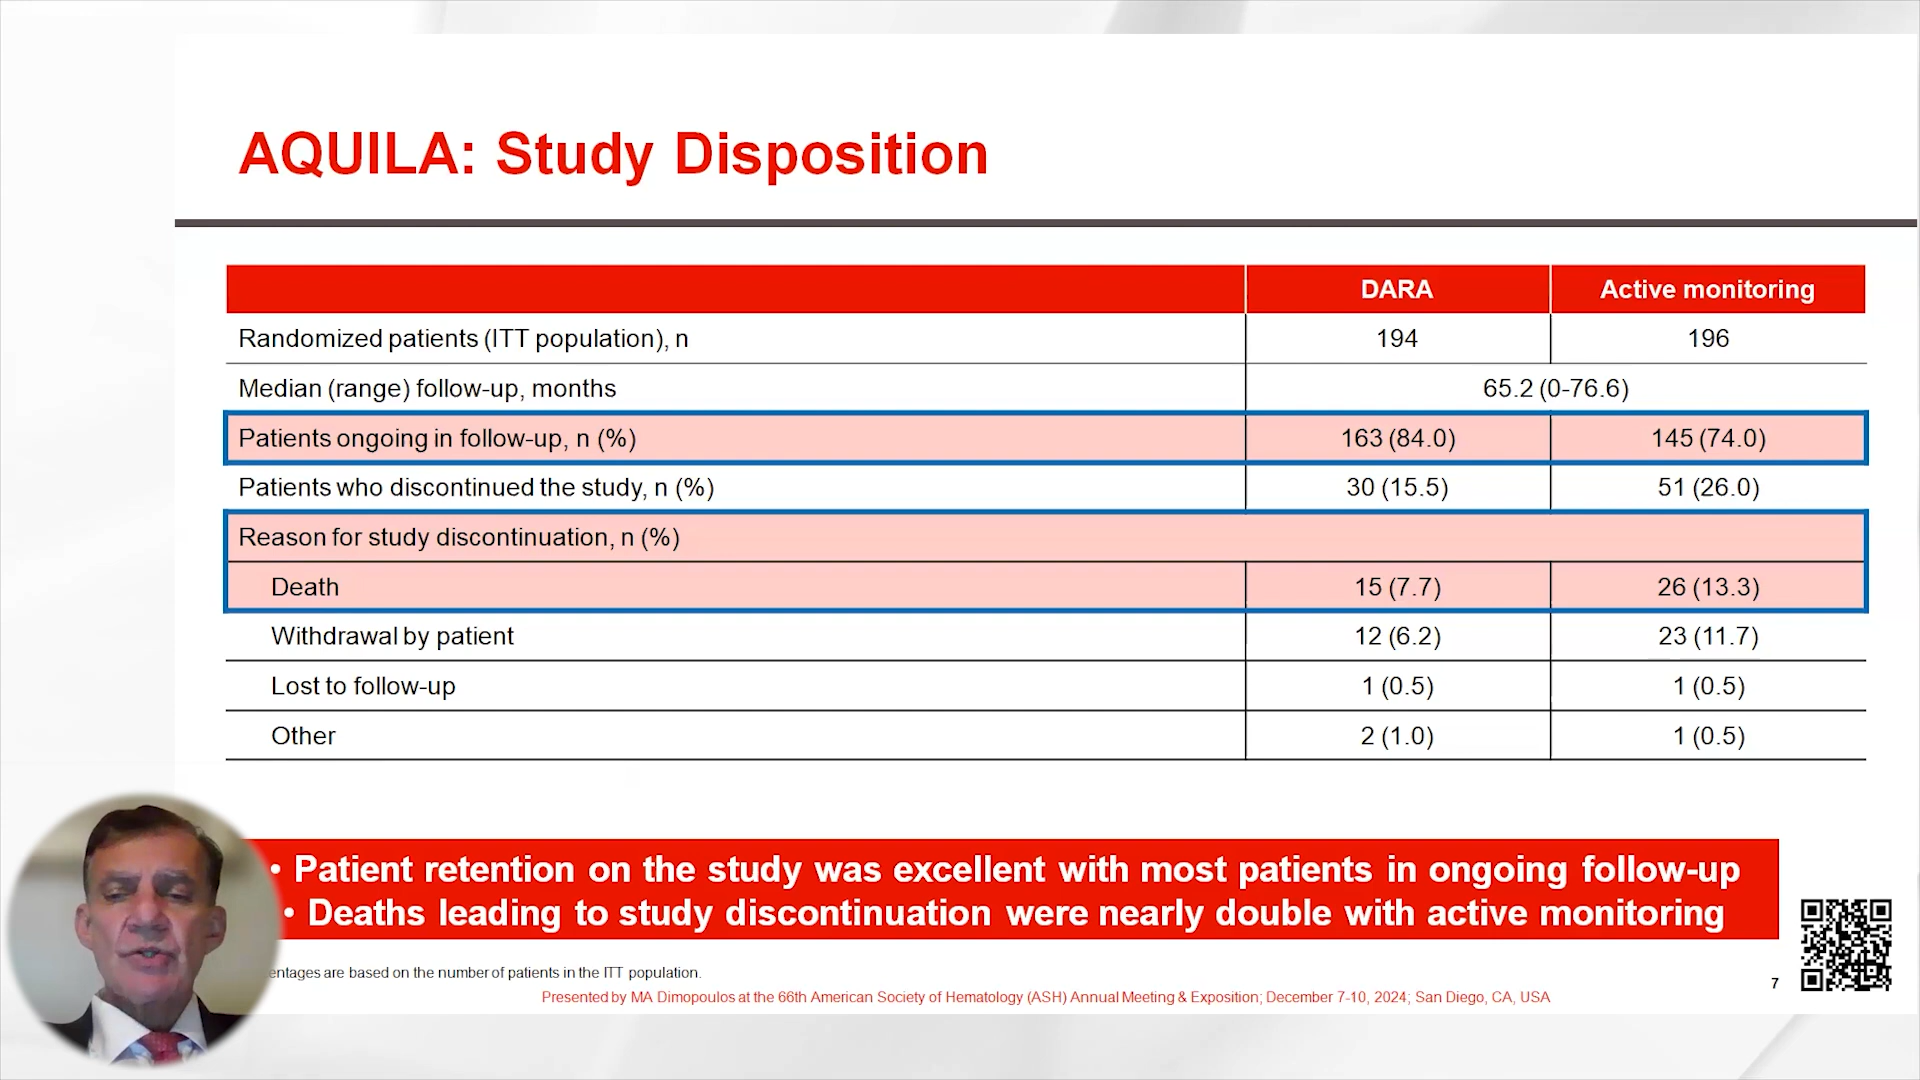 AQUILA: Study Disposition
DARA Active monitoring
Randomized patients (ITT population), n 194 196
Median (range) follow-up, months 65.2 (0-76.6)
Patients ongoing in follow-up, n (%) 163 (84.0) 145 (74.0)
Patients who discontinued the study, n (%) 30 (15.5) 51 (26.0)
Reason for study discontinuation, n (%)
Death 15 (7.7) 26 (13.3)
Withdrawal by patient 12 (6.2) 23 (11.7)
Lost to follow-up 1 (0.5) 1 (0.5)
Other 2 (1.0) 1 (0.5)
• Patient retention on the study was excellent with most patients in ongoing follow-up
• Deaths leading to study discontinuation were nearly double with active monitoring
are based on the number of patients in the ITT population.
7
Presented by MA Dimopoulos at the 66th American Society of Hematology (ASH) Annual Meeting & Exposition; December 7-10, 2024; San Diego, CA, USA